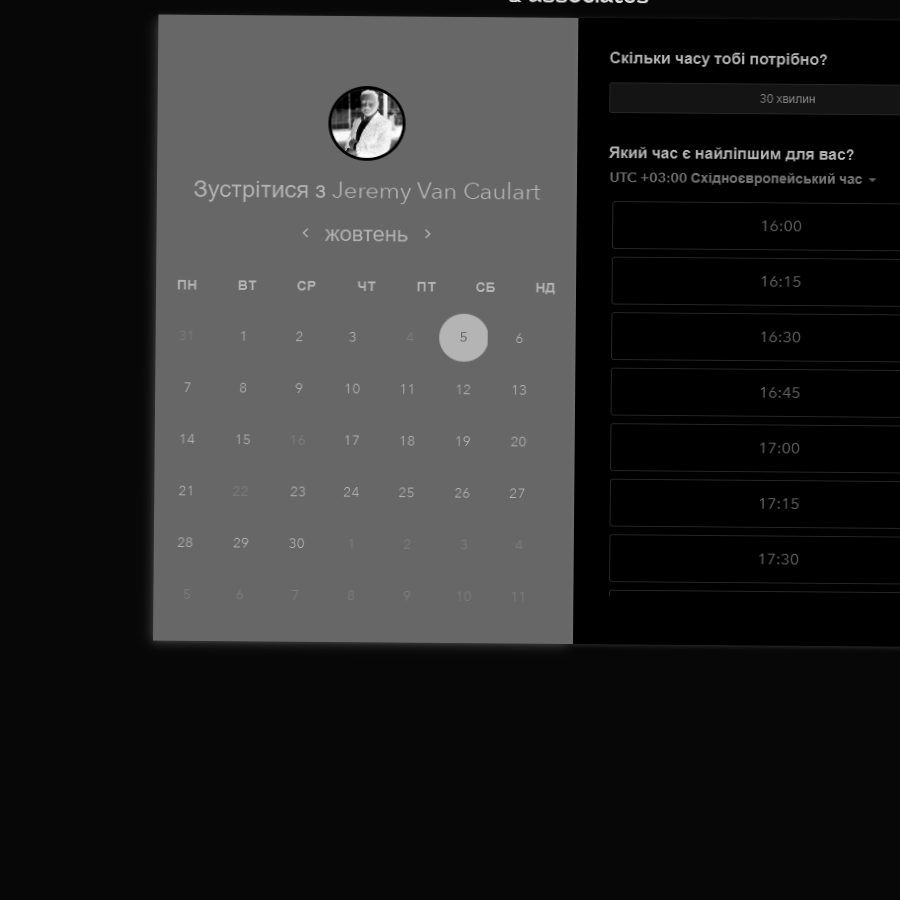 & associates
Зустрітися з Jeremy Van Caulart
жовтень
ПН ВТ СР ЧТ ПТ СБ НД
31 1 2 3 4 5 6
7 8 9 10 11 12 13
14 15 16 17 18 19 20
21 22 23 24 25 26 27
28 29 30 1 2 3 4
5 6 7 8 9 10 11
Скільки часу тобі потрібно?
30 хвилин
Який час є найліпшим для вас?
UTC +03:00 Східноєвропейський час
16:00
16:15
16:30
16:45
17:00
17:15
17:30